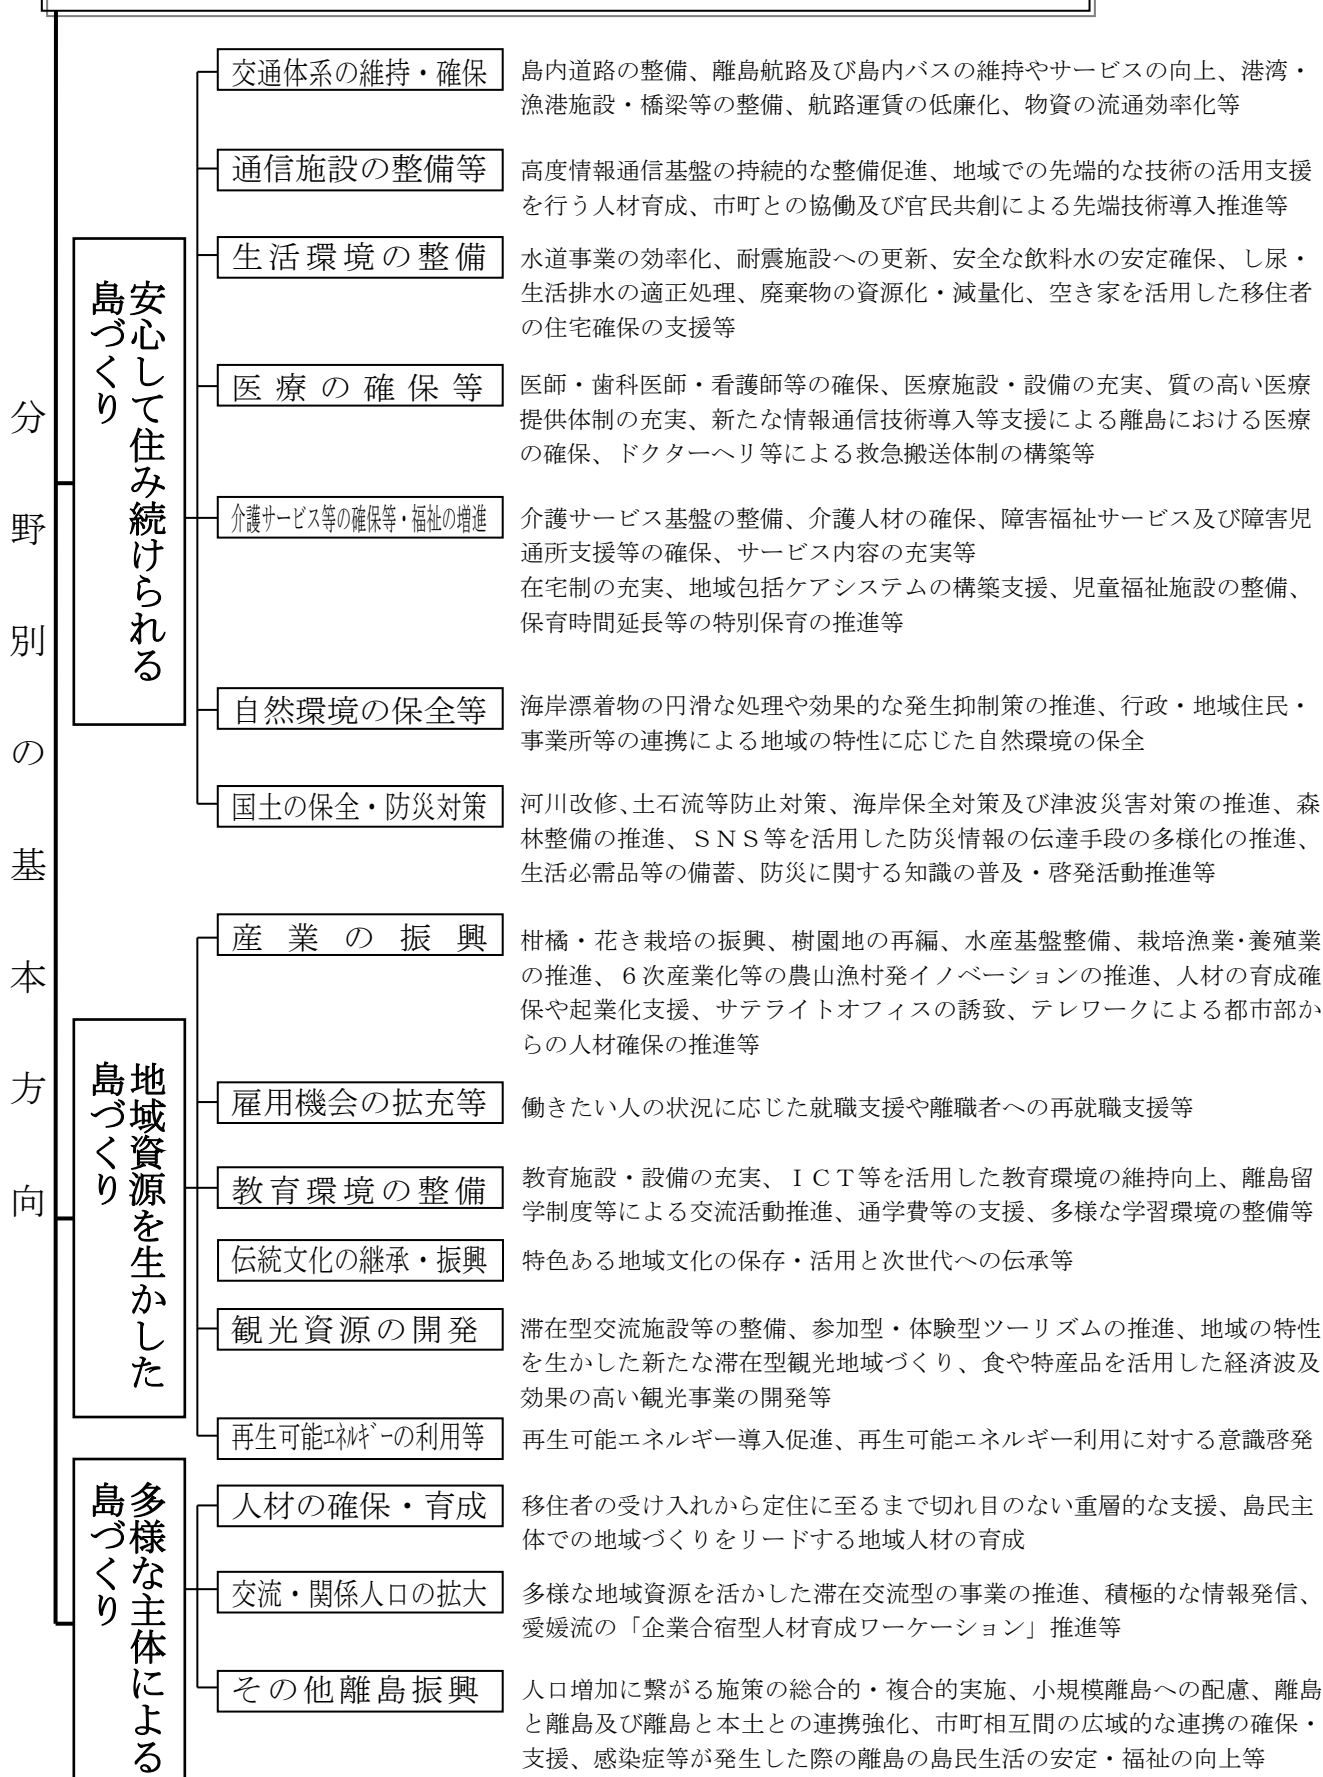 分野別の基本方向
安心して住み続けられる
島づくり
交通体系の維持・確保
島内道路の整備、離島航路及び島内バスの維持やサービスの向上、港湾・
漁港施設・橋梁等の整備、航路運賃の低廉化、物資の流通効率化等
通信施設の整備等
高度情報通信基盤の持続的な整備促進、地域での先端的な技術の活用支援
を行う人材育成、市町との協働及び官民共創による先端技術導入推進等
生活環境の整備
水道事業の効率化、耐震施設への更新、安全な飲料水の安定確保、し尿・
生活排水の適正処理、廃棄物の資源化・減量化、空き家を活用した移住者
の住宅確保の支援等
医療の確保等
医師・歯科医師・看護師等の確保、医療施設・設備の充実、質の高い医療
提供体制の充実、新たな情報通信技術導入等支援による離島における医療
の確保、ドクターヘリ等による救急搬送体制の構築等
介護サービス等の確保等・福祉の増進
介護サービス基盤の整備、介護人材の確保、障害福祉サービス及び障害児
通所支援等の確保、サービス内容の充実等
在宅制の充実、地域包括ケアシステムの構築支援、児童福祉施設の整備、
保育時間延長等の特別保育の推進等
自然環境の保全等
海岸漂着物の円滑な処理や効果的な発生抑制策の推進、行政・地域住民・
事業所等の連携による地域の特性に応じた自然環境の保全
国土の保全・防災対策
河川改修、土石流等防止対策、海岸保全対策及び津波災害対策の推進、森
林整備の推進、ＳＮＳ等を活用した防災情報の伝達手段の多様化の推進、
生活必需品等の備蓄、防災に関する知識の普及・啓発活動推進等
地域資源を生かした
島づくり
産業の振興
柑橘・花き栽培の振興、樹園地の再編、水産基盤整備、栽培漁業・養殖業
の推進、６次産業化等の農山漁村発イノベーションの推進、人材の育成確
保や起業化支援、サテライトオフィスの誘致、テレワークによる都市部か
らの人材確保の推進等
雇用機会の拡充等
働きたい人の状況に応じた就職支援や離職者への再就職支援等
教育環境の整備
教育施設・設備の充実、ＩＣＴ等を活用した教育環境の維持向上、離島留
学制度等による交流活動推進、通学費等の支援、多様な学習環境の整備等
伝統文化の継承・振興
特色ある地域文化の保存・活用と次世代への伝承等
観光資源の開発
滞在型交流施設等の整備、参加型・体験型ツーリズムの推進、地域の特性
を生かした新たな滞在型観光地域づくり、食や特産品を活用した経済波及
効果の高い観光事業の開発等
再生可能ｴﾈﾙｷﾞｰの利用等
再生可能エネルギー導入促進、再生可能エネルギー利用に対する意識啓発
多様な主体による
島づくり
人材の確保・育成
移住者の受け入れから定住に至るまで切れ目のない重層的な支援、島民主
体での地域づくりをリードする地域人材の育成
交流・関係人口の拡大
多様な地域資源を活かした滞在交流型の事業の推進、積極的な情報発信、
愛媛流の「企業合宿型人材育成ワーケーション」推進等
その他離島振興
人口増加に繋がる施策の総合的・複合的実施、小規模離島への配慮、離島
と離島及び離島と本土との連携強化、市町相互間の広域的な連携の確保・
支援、感染症等が発生した際の離島の島民生活の安定・福祉の向上等